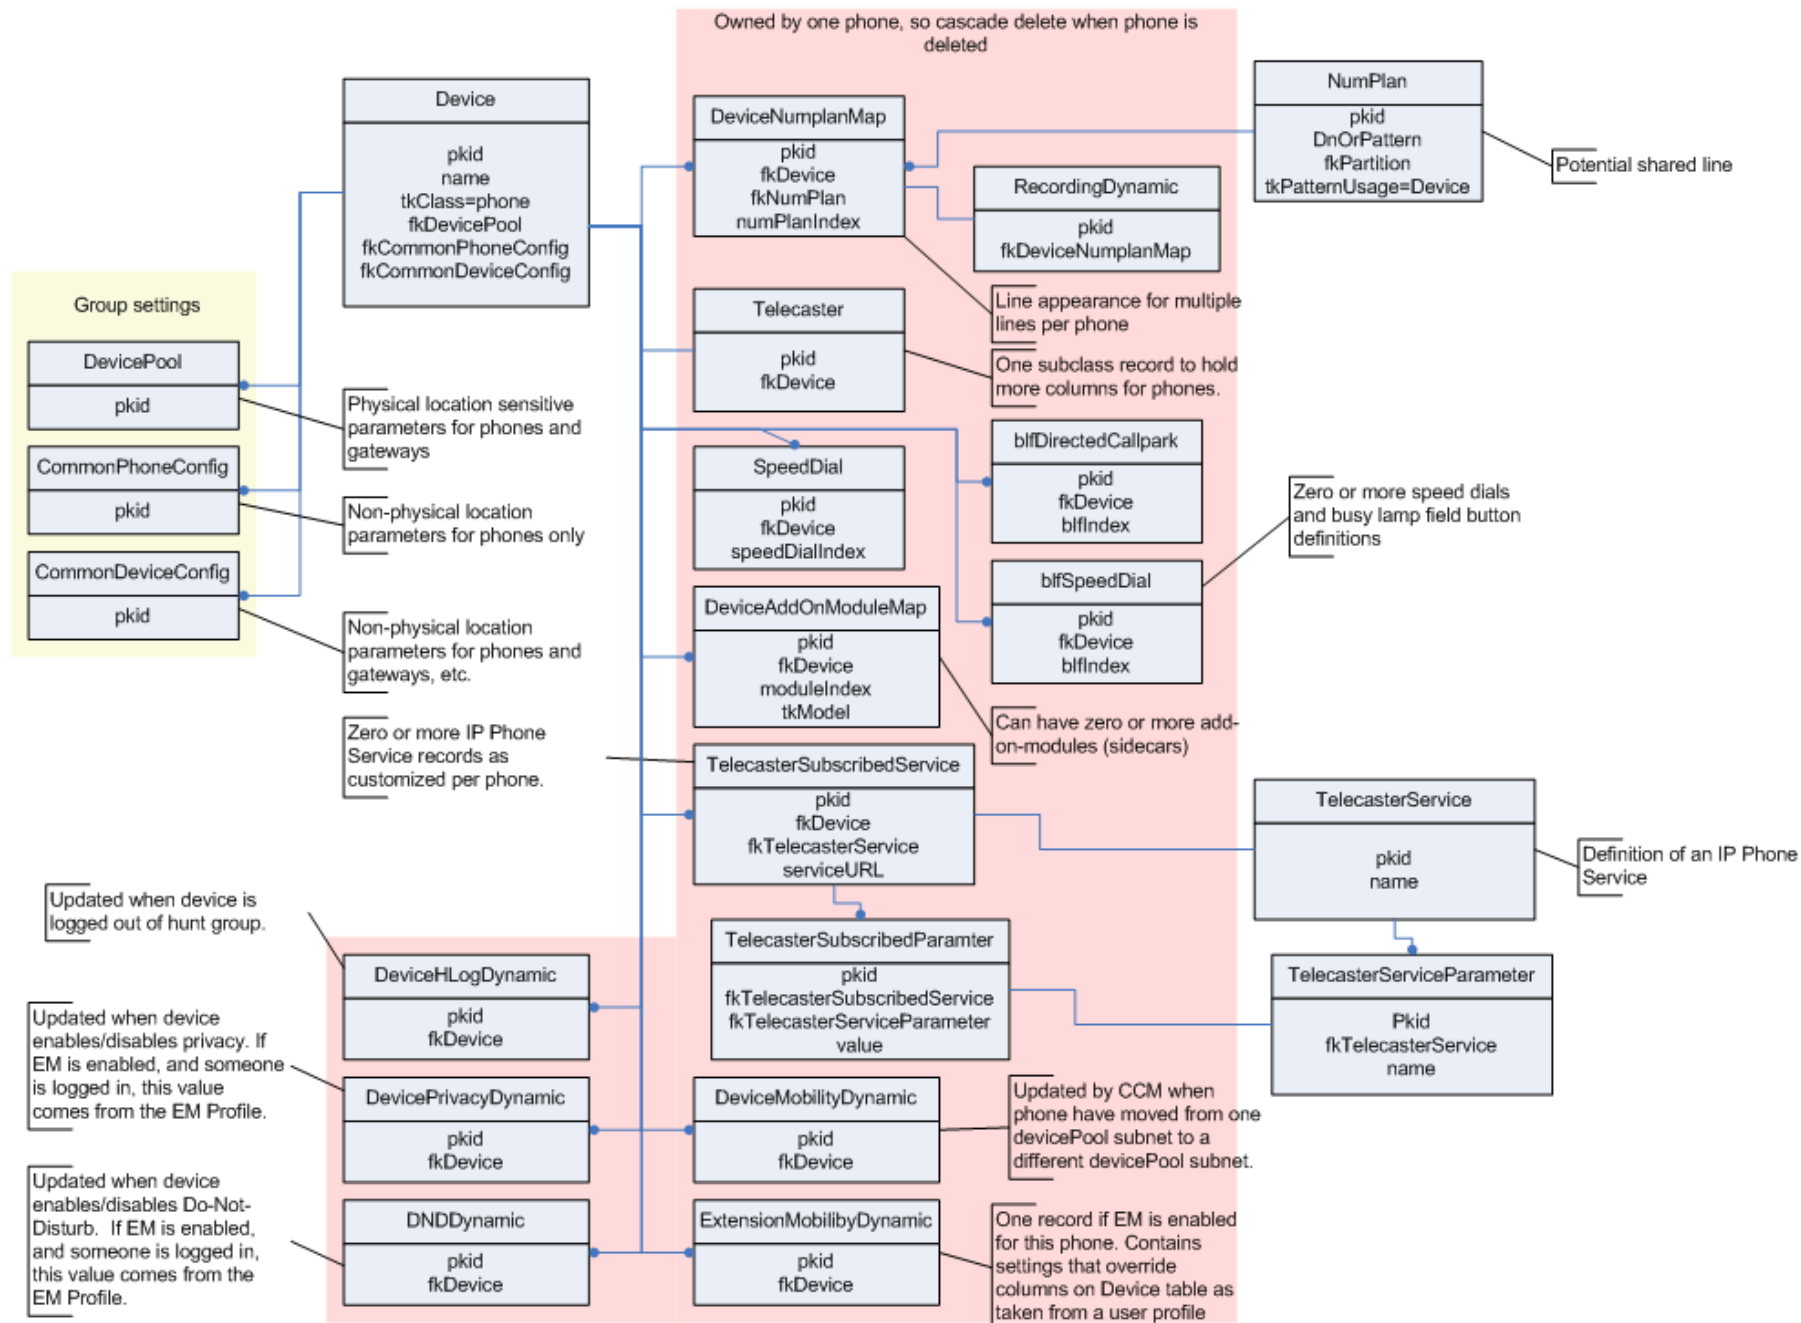 Owned by one phone, so cascade delete when phone is
deleted
Device
pkid
name
tkClass=phone
fkDevicePool
fkCommonPhoneConfig
fkCommonDeviceConfig
DeviceNumplanMap
pkid
fkDevice
fkNumPlan
numPlanIndex
NumPlan
pkid
DnOrPattern
fkPartition
tkPatternUsage=Device
Potential shared line
RecordingDynamic
pkid
fkDeviceNumplanMap
Line appearance for multiple
lines per phone
Telecaster
pkid
fkDevice
One subclass record to hold
more columns for phones.
Group settings
DevicePool
pkid
Physical location sensitive
parameters for phones and
gateways
CommonPhoneConfig
pkid
Non-physical location
parameters for phones only
CommonDeviceConfig
pkid
Non-physical location
parameters for phones and
gateways, etc.
SpeedDial
pkid
fkDevice
speedDialIndex
blfDirectedCallpark
pkid
fkDevice
blfIndex
Zero or more speed dials
and busy lamp field button
definitions
blfSpeedDial
pkid
fkDevice
blfIndex
DeviceAddOnModuleMap
pkid
fkDevice
moduleIndex
tkModel
Can have zero or more add-
on-modules (sidecars)
Zero or more IP Phone
Service records as
customized per phone.
TelecasterSubscribedService
pkid
fkDevice
fkTelecasterService
serviceURL
TelecasterService
pkid
name
Definition of an IP Phone
Service
TelecasterSubscribedParamter
pkid
fkTelecasterSubscribedService
fkTelecasterServiceParameter
value
TelecasterServiceParameter
Pkid
fkTelecasterService
name
Updated when device is
logged out of hunt group.
DeviceHLogDynamic
pkid
fkDevice
Updated when device
enables/disables privacy. If
EM is enabled, and someone
is logged in, this value
comes from the EM Profile.
DevicePrivacyDynamic
pkid
fkDevice
DeviceMobilityDynamic
pkid
fkDevice
Updated by CCM when
phone have moved from one
devicePool subnet to a
different devicePool subnet.
Updated when device
enables/disables Do-Not-
Disturb. If EM is enabled,
and someone is logged in,
this value comes from the
EM Profile.
DNDDynamic
pkid
fkDevice
ExtensionMobilibyDynamic
pkid
fkDevice
One record if EM is enabled
for this phone. Contains
settings that override
columns on Device table as
taken from a user profile